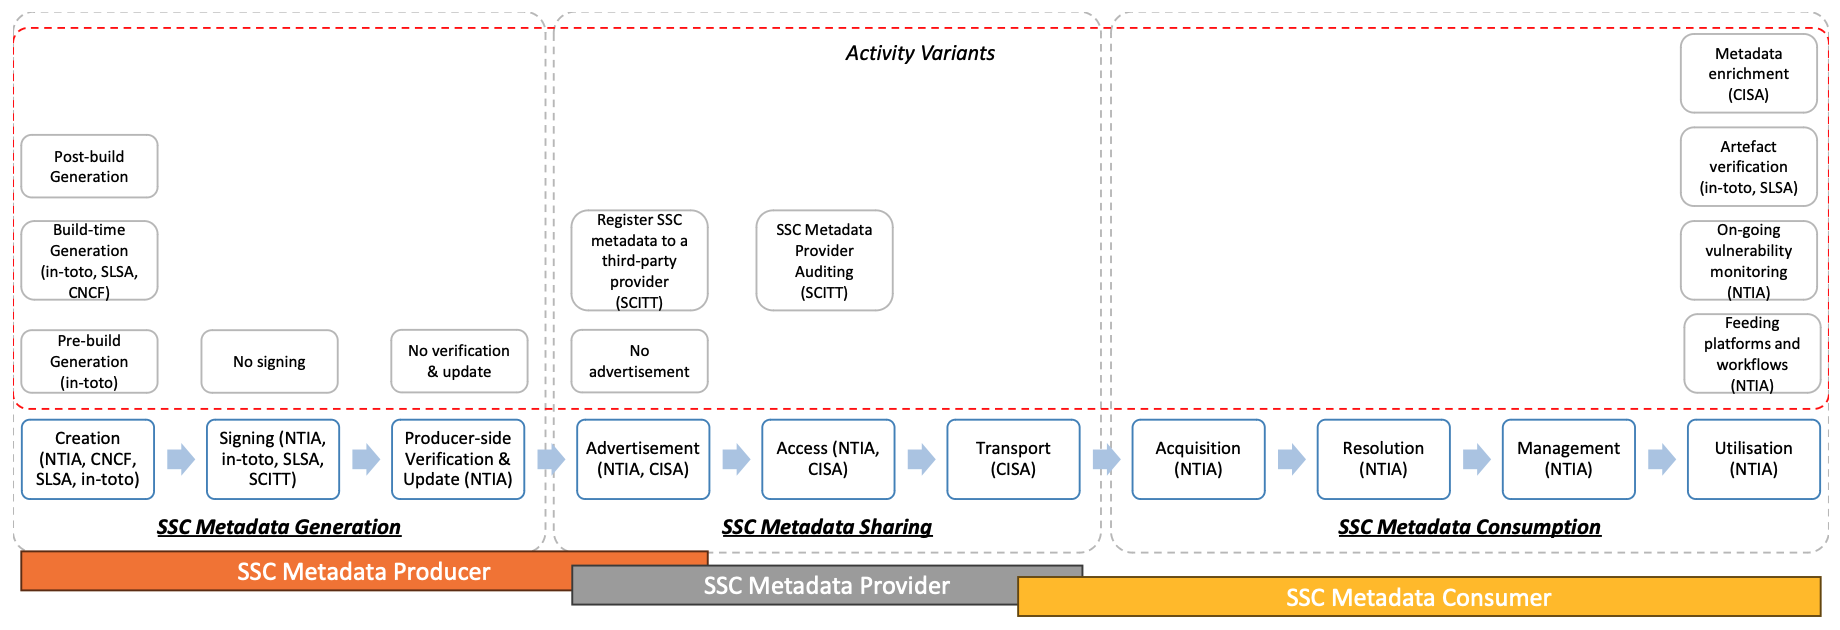 Activity Variants
Metadata
enrichment
(CISA)
Post-build
Generation
Artefact
verification
(in-toto, SLSA)
Build-time
Generation
(in-toto, SLSA,
CNCF)
Register SSC
metadata to a
third-party
provider
(SCITT)
SSC Metadata
Provider
Auditing
(SCITT)
On-going
vulnerability
monitoring
(NTIA)
Pre-build
Generation
(in-toto)
No signing
No verification
& update
No
advertisement
Feeding
platforms and
workflows
(NTIA)
Creation
(NTIA, CNCF,
SLSA, in-toto)
Signing (NTIA,
in-toto, SLSA,
SCITT)
Producer-side
Verification &
Update (NTIA)
Advertisement
(NTIA, CISA)
Access (NTIA,
CISA)
Transport
(CISA)
Acquisition
(NTIA)
Resolution
(NTIA)
Management
(NTIA)
Utilisation
(NTIA)
SSC Metadata Generation
SSC Metadata Sharing
SSC Metadata Consumption
SSC Metadata Producer
SSC Metadata Provider
SSC Metadata Consumer